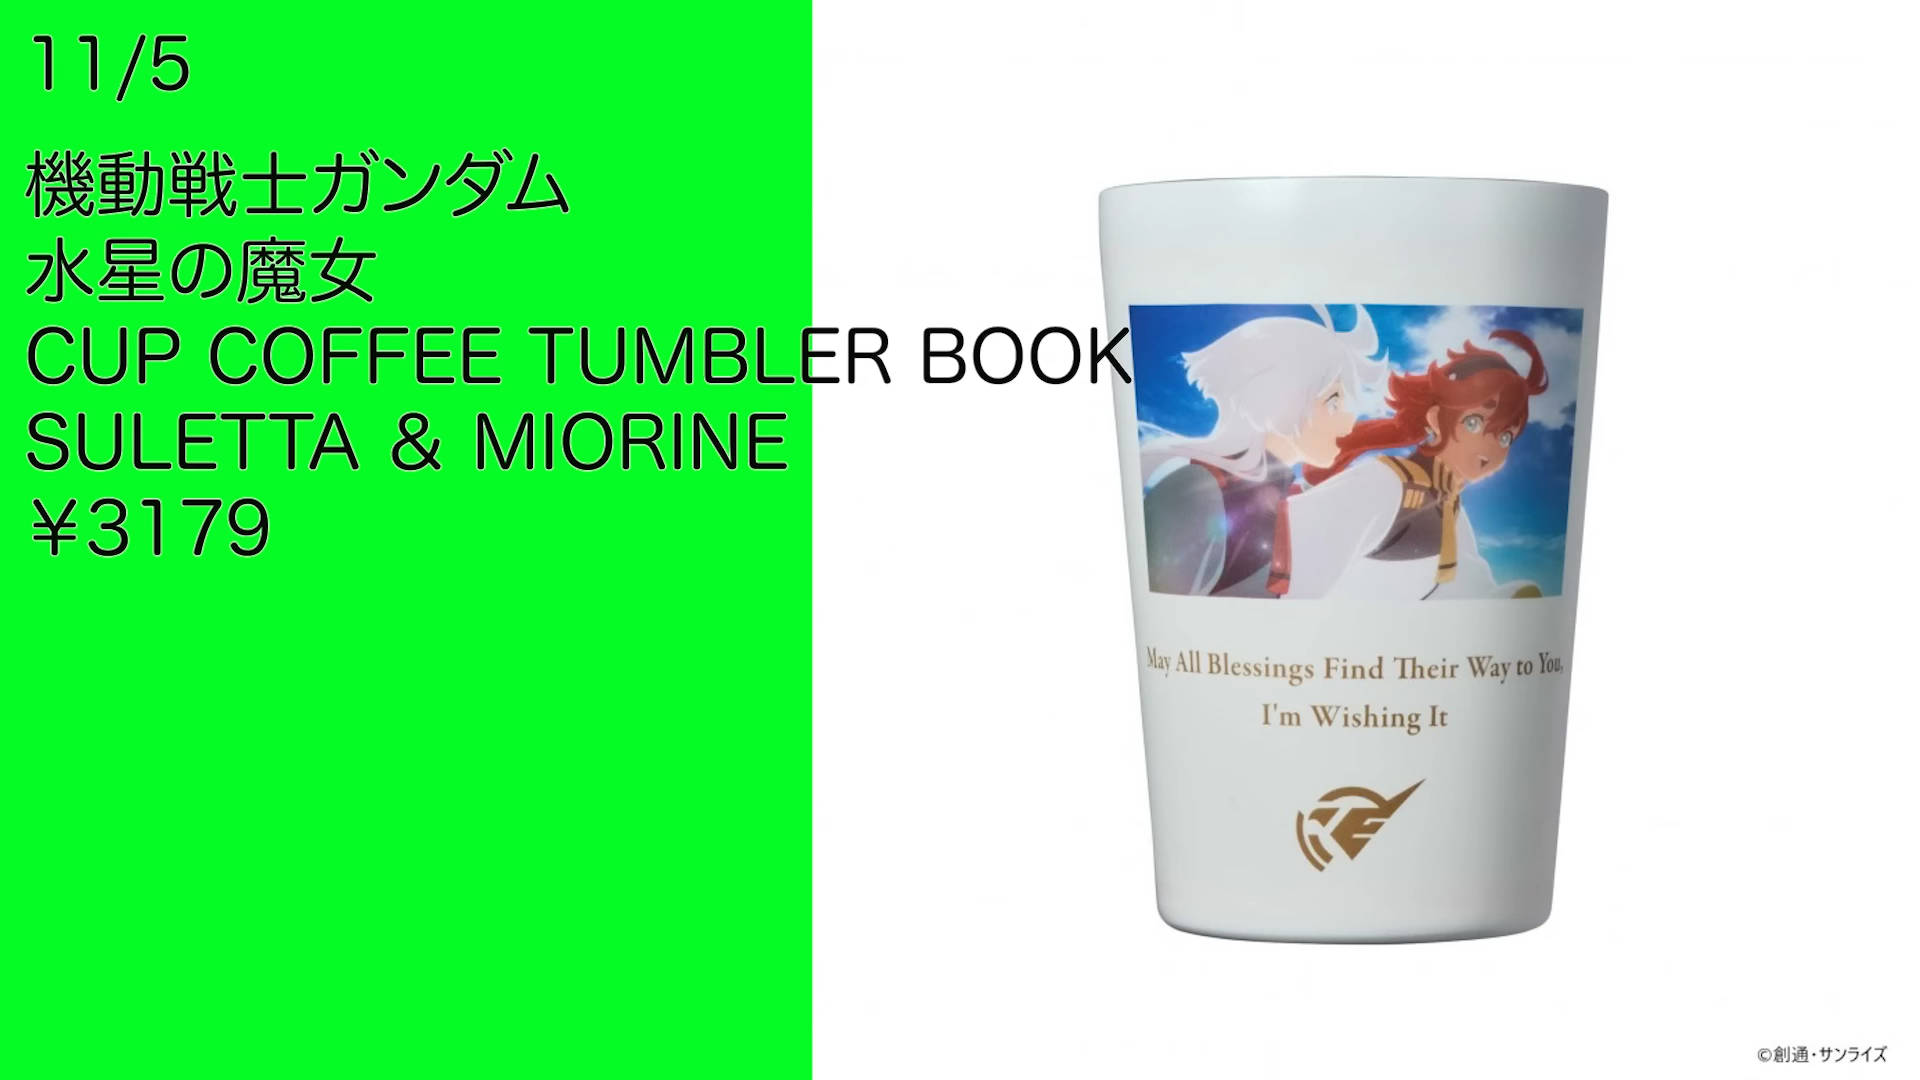 11/5
機動戦士ガンダム
水星の魔女
CUP COFFEE TUMBLER BOOK
SULETTA & MIORINE
¥3179
May All Blessings Find Their Way to You,
I'm Wishing It
©創通・サンライズ